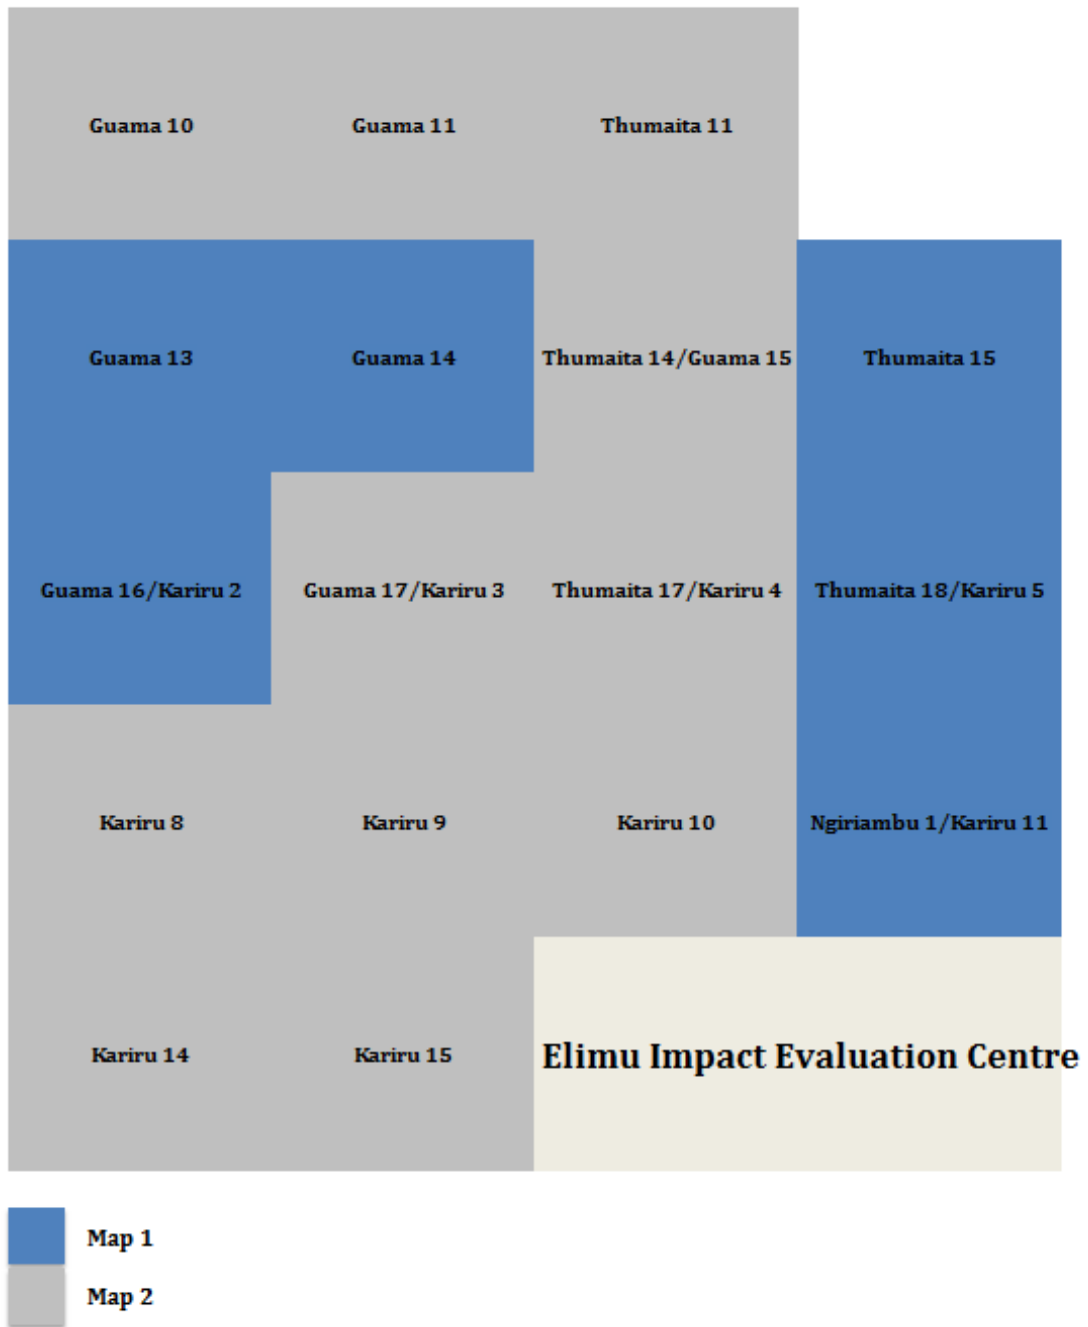 Guama 10
Guama 11
Thumaita 11
Guama 13
Guama 14
Thumaita 14/Guama 15
Thumaita 15
Guama 16/Kariru 2
Guama 17/Kariru 3
Thumaita 17/Kariru 4
Thumaita 18/Kariru 5
Kariru 8
Kariru 9
Kariru 10
Ngiriambu 1/Kariru 11
Kariru 14
Kariru 15
Elimu Impact Evaluation Centre
Map 1
Map 2